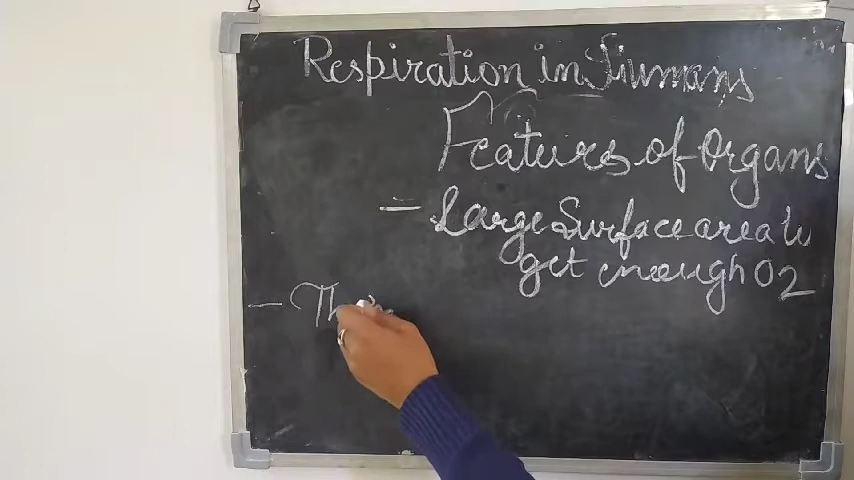 Respiration in Humans
Features of Organs
- Large Surface area to
get enough O2
- Th